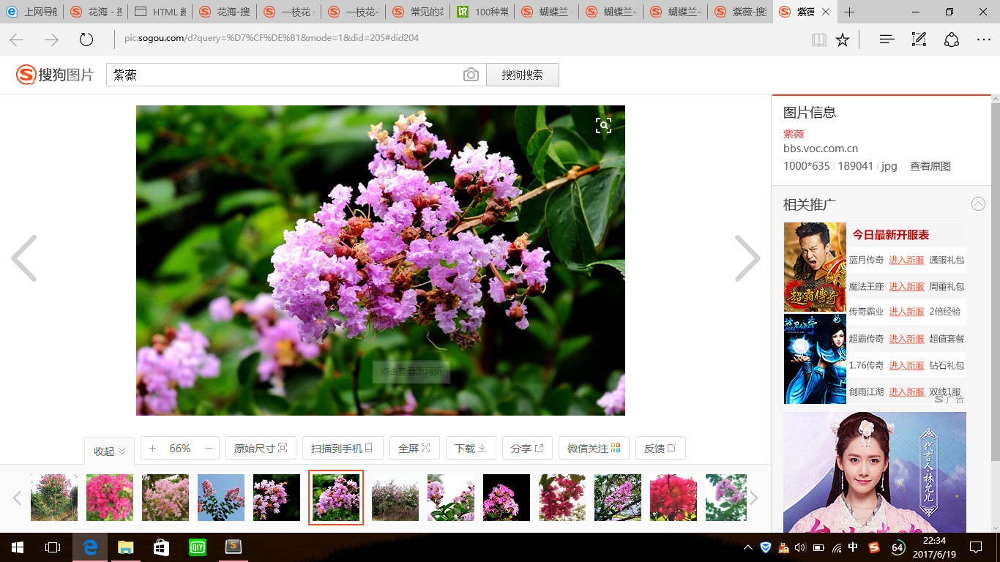 上网导航
花海 - 搜
HTML 颜
花海-搜
一枝花 -
一枝花-
常见的花
100种常
蝴蝶兰 -
蝴蝶兰-
蝴蝶兰-
紫薇-搜
紫薇
pic.sogou.com/d?query=%D7%CF%DE%B1&mode=1&did=205#did204
搜狗图片
紫薇
搜狗搜索
点击查看源网页
图片信息
紫薇
bbs.voc.com.cn
1000*635 189041 jpg 查看原图
相关推广
今日最新开服表
蓝月传奇 进入新服 通服礼包
魔法王座 进入新服 周董礼包
传奇霸业 进入新服 2倍经验
超霸传奇 进入新服 超值套餐
1.76传奇 进入新服 钻石礼包
剑雨江湖 进入新服 双线1服
广告
超霸傳奇
蓝月传奇
代言人林允儿
收起
66%
原始尺寸
扫描到手机
全屏
下载
分享
微信关注
反馈
iQIYI
中
64
22:34
2017/6/19